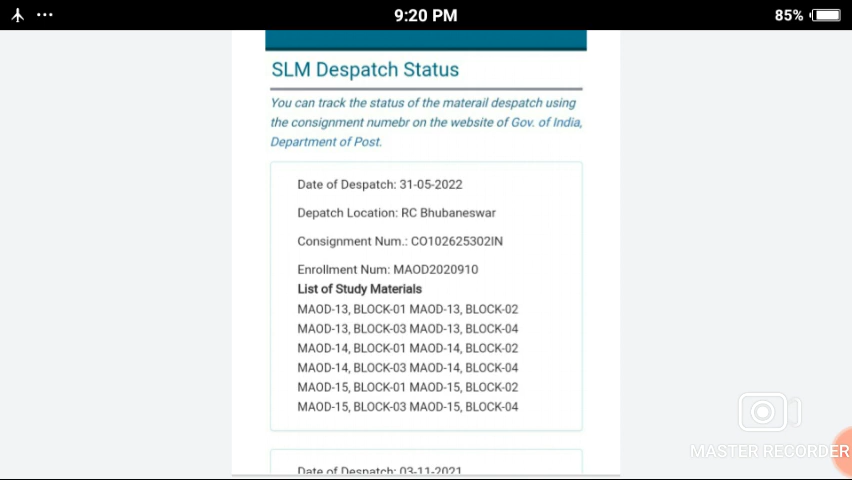 9:20 PM
85%
SLM Despatch Status
You can track the status of the materail despatch using
the consignment numebr on the website of Gov. of India,
Department of Post.
Date of Despatch: 31-05-2022
Depatch Location: RC Bhubaneswar
Consignment Num.: CO102625302IN
Enrollment Num: MAOD2020910
List of Study Materials
MAOD-13, BLOCK-01 MAOD-13, BLOCK-02
MAOD-13, BLOCK-03 MAOD-13, BLOCK-04
MAOD-14, BLOCK-01 MAOD-14, BLOCK-02
MAOD-14, BLOCK-03 MAOD-14, BLOCK-04
MAOD-15, BLOCK-01 MAOD-15, BLOCK-02
MAOD-15, BLOCK-03 MAOD-15, BLOCK-04
MASTER RECORDER
Date of Despatch: 03-11-2021